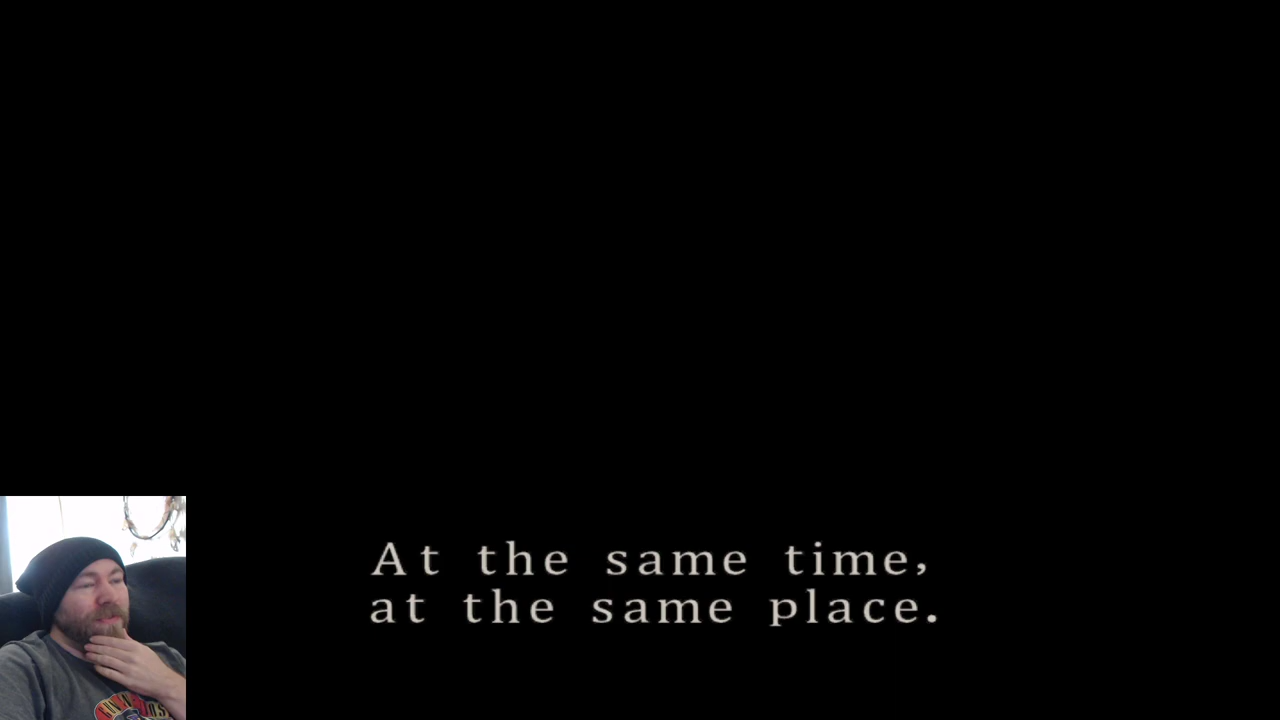 At the same time,
at the same place.